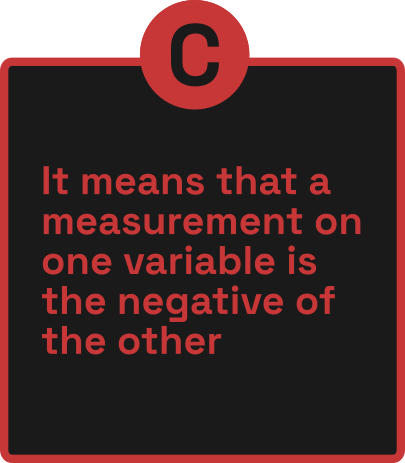 C
It means that a
measurement on
one variable is
the negative of
the other